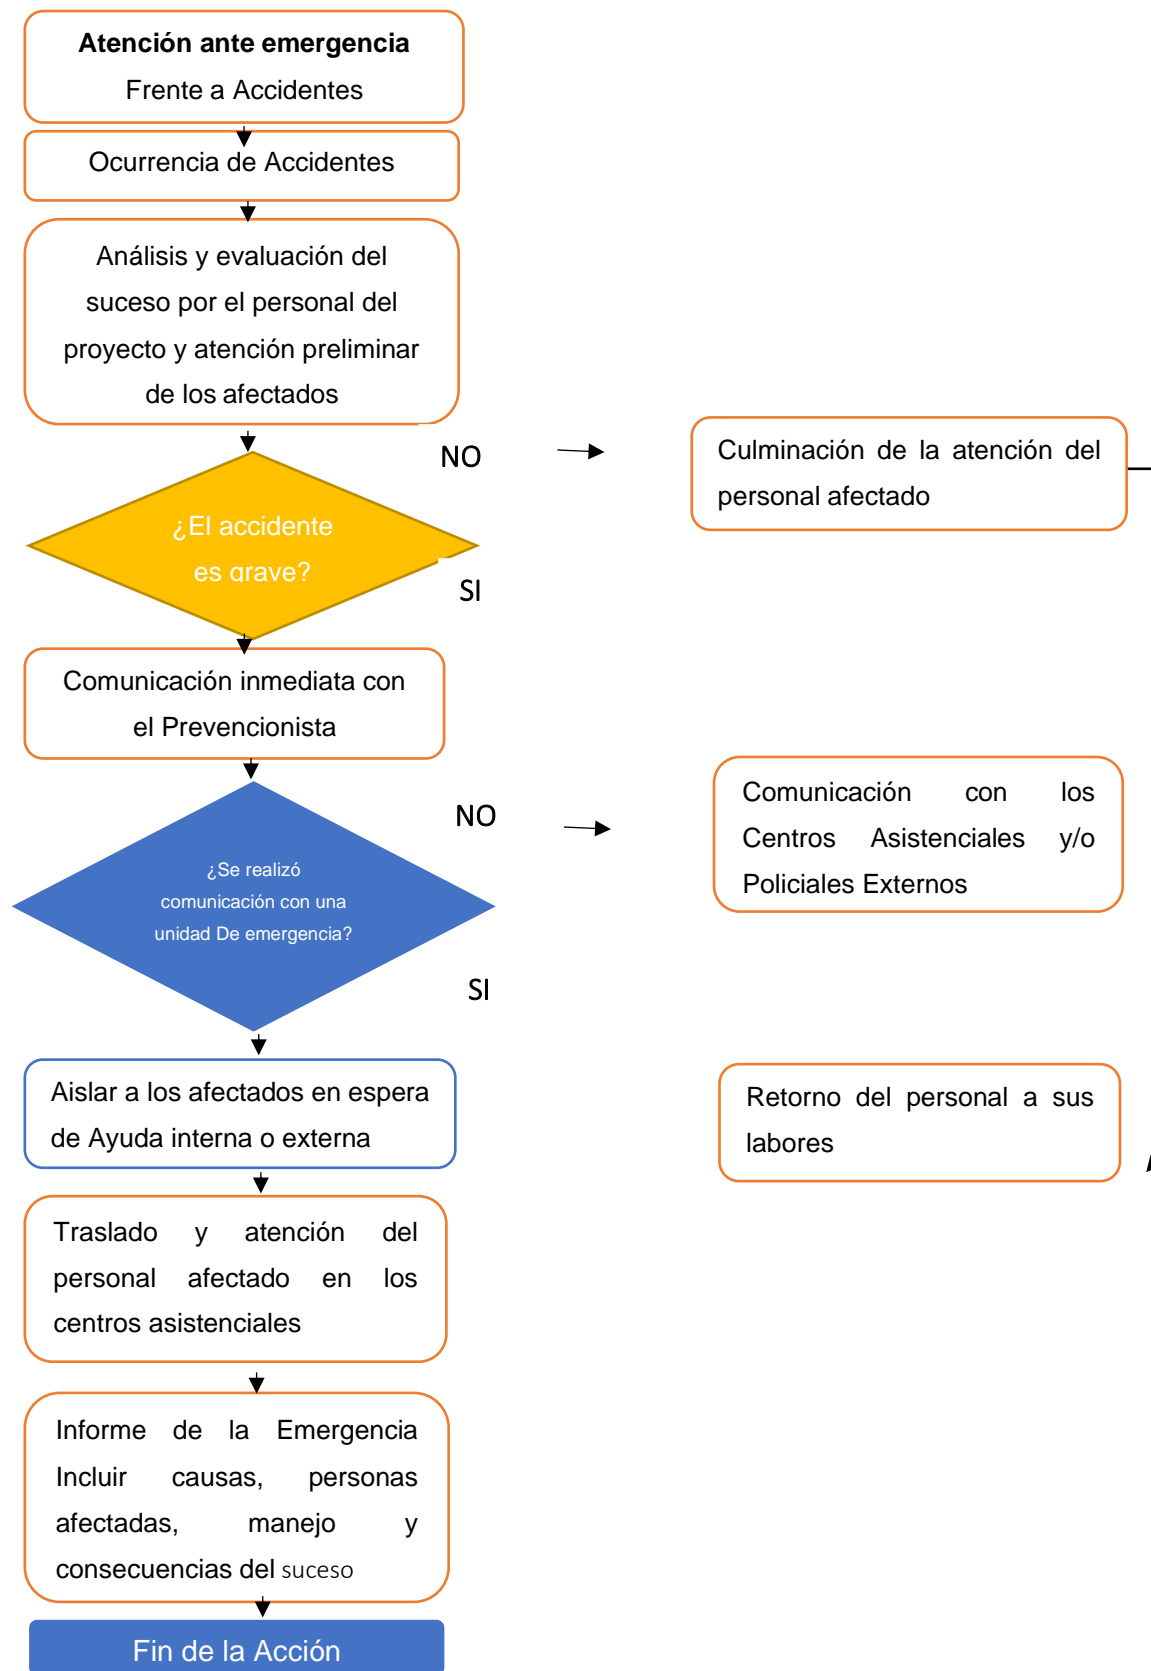 Atención ante emergencia
Frente a Accidentes
Ocurrencia de Accidentes
Análisis y evaluación del
suceso por el personal del
proyecto y atención preliminar
de los afectados
NO
Culminación de la atención del
personal afectado
¿El accidente
es grave?
SI
Comunicación inmediata con
el Prevencionista
NO
Comunicación con los
Centros Asistenciales y/o
Policiales Externos
¿Se realizó
comunicación con una
unidad De emergencia?
SI
Aislar a los afectados en espera
de Ayuda interna o externa
Retorno del personal a sus
labores
Traslado y atención del
personal afectado en los
centros asistenciales
Informe de la Emergencia
Incluir causas, personas
afectadas, manejo y
consecuencias del suceso
Fin de la Acción